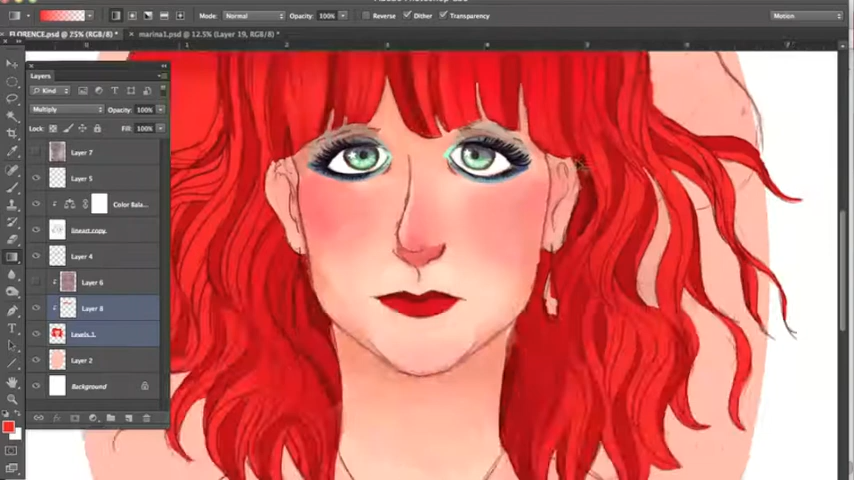 Mode: Normal Opacity: 100% Reverse Dither Transparency Motion
FLORENCE.psd @ 25% (RGB/8*) × marina1.psd @ 12.5% (Layer 19, RGB/8) *
Layers
Kind
Multiply Opacity: 100%
Lock: Fill: 100%
Layer 7
Layer 5
Color Bala...
lineart copy
Layer 4
Layer 6
Layer 8
Layer 2
Background